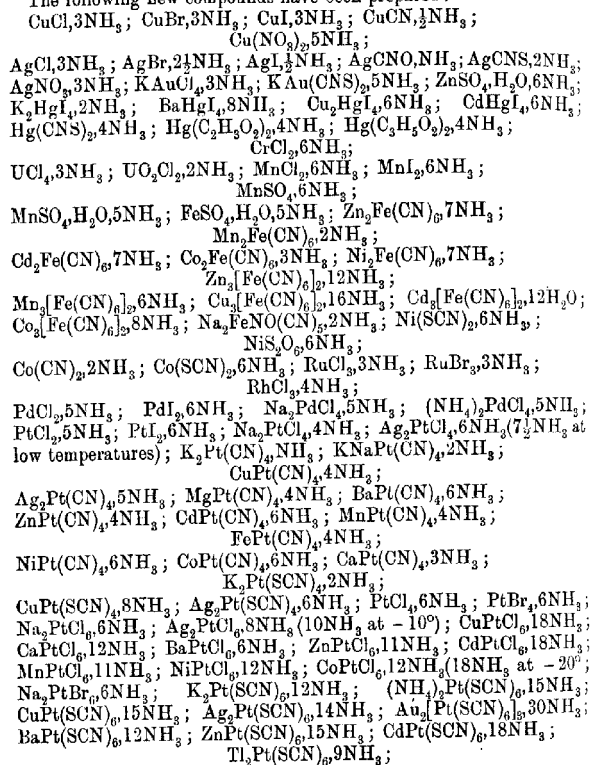 The following new compounds have been prepared:
CuCl,3NH₃; CuBr,3NH₃; CuI,3NH₃; CuCN,½NH₃;
Cu(NO₃)₂,5NH₃;
AgCl,3NH₃; AgBr,2½NH₃; AgI,½NH₃; AgCNO,NH₃; AgCNS,2NH₃;
AgNO₃,3NH₃; KAuCl₄,3NH₃; KAu(CNS)₂,5NH₃; ZnSO₄,H₂O,6NH₃;
K₂HgI₄,2NH₃; BaHgI₄,8NH₃; Cu₂HgI₄,6NH₃; CdHgI₄,6NH₃;
Hg(CNS)₂,4NH₃; Hg(C₂H₃O₂)₂,4NH₃; Hg(C₃H₅O₂)₂,4NH₃;
CrCl₂,6NH₃;
UCl₄,3NH₃; UO₂Cl₂,2NH₃; MnCl₂,6NH₃; MnI₂,6NH₃;
MnSO₄,6NH₃;
MnSO₄,H₂O,5NH₃; FeSO₄,H₂O,5NH₃; Zn₂Fe(CN)₆,7NH₃;
Mn₂Fe(CN)₆,2NH₃;
Cd₂Fe(CN)₆,7NH₃; Co₂Fe(CN)₆,3NH₃; Ni₂Fe(CN)₆,7NH₃;
Zn₃[Fe(CN)₆]₂,12NH₃;
Mn₃[Fe(CN)₆]₂,6NH₃; Cu₃[Fe(CN)₆]₂,16NH₃; Cd₃[Fe(CN)₆]₂,12H₂O;
Co₃[Fe(CN)₆]₂,8NH₃; Na₂FeNO(CN)₅,2NH₃; Ni(SCN)₂,6NH₃,;
NiS₂O₆,6NH₃;
Co(CN)₂,2NH₃; Co(SCN)₂,6NH₃; RuCl₃,3NH₃; RuBr₃,3NH₃;
RhCl₃,4NH₃;
PdCl₂,5NH₃; PdI₂,6NH₃; Na₂PdCl₄,5NH₃; (NH₄)₂PdCl₄,5NH₃;
PtCl₂,5NH₃; PtI₂,6NH₃; Na₂PtCl₄,4NH₃; Ag₂PtCl₄,6NH₃(7½NH₃ at
low temperatures); K₂Pt(CN)₄,NH₃; KNaPt(CN)₄,2NH₃;
CuPt(CN)₄,4NH₃;
Ag₂Pt(CN)₄,5NH₃; MgPt(CN)₄,4NH₃; BaPt(CN)₄,6NH₃;
ZnPt(CN)₄,4NH₃; CdPt(CN)₄,6NH₃; MnPt(CN)₄,4NH₃;
FePt(CN)₄,4NH₃;
NiPt(CN)₄,6NH₃; CoPt(CN)₄,6NH₃; CaPt(CN)₄,3NH₃;
K₂Pt(SCN)₄,2NH₃;
CuPt(SCN)₄,8NH₃; Ag₂Pt(SCN)₄,6NH₃; PtCl₄,6NH₃; PtBr₄,6NH₃;
Na₂PtCl₆,6NH₃; Ag₂PtCl₆,8NH₃(10NH₃ at −10°); CuPtCl₆,18NH₃;
CaPtCl₆,12NH₃; BaPtCl₆,6NH₃; ZnPtCl₆,11NH₃; CdPtCl₆,18NH₃;
MnPtCl₆,11NH₃; NiPtCl₆,12NH₃; CoPtCl₆,12NH₃(18NH₃ at −20°;
Na₂PtBr₆,6NH₃; K₂Pt(SCN)₆,12NH₃; (NH₄)₂Pt(SCN)₆,15NH₃;
CuPt(SCN)₆,15NH₃; Ag₂Pt(SCN)₆,14NH₃; Au₂[Pt(SCN)₆]₃,30NH₃;
BaPt(SCN)₆,12NH₃; ZnPt(SCN)₆,15NH₃; CdPt(SCN)₆,18NH₃;
Tl₂Pt(SCN)₆,9NH₃;